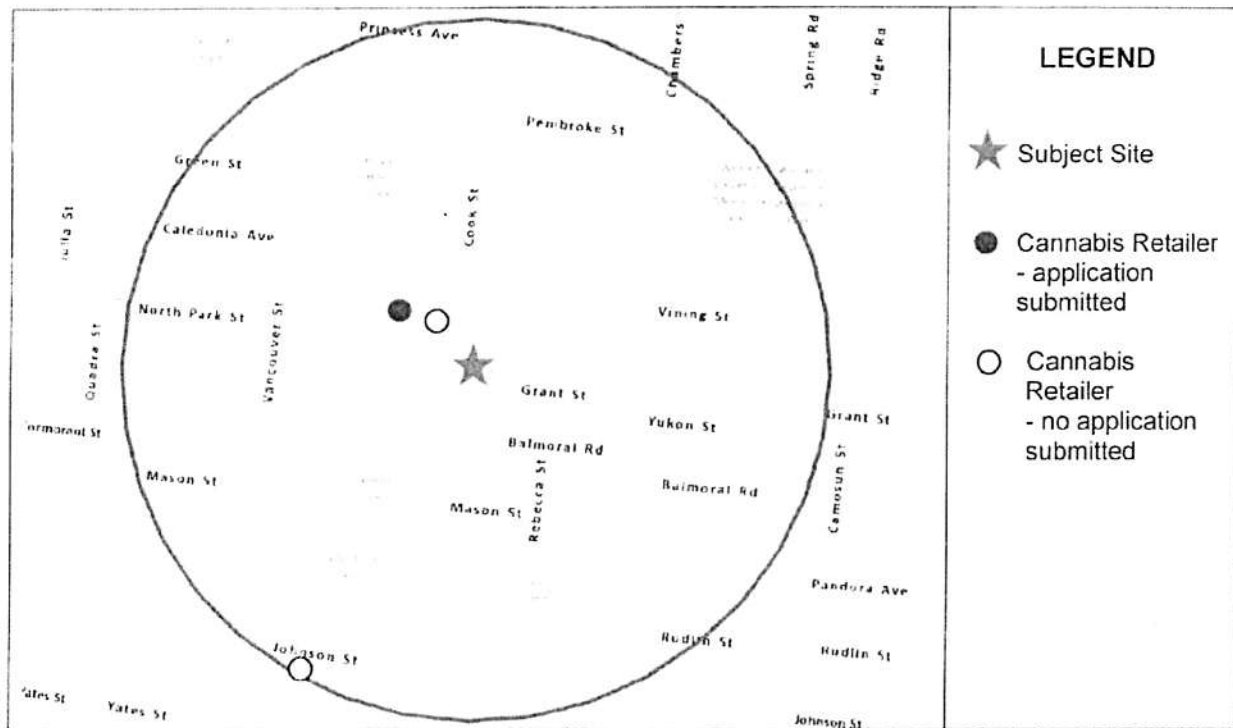 Princess Ave
Chambers
Spring Rd
Ridge Rd
Pembroke St
Green St
Cook St
Caledonia Ave
North Park St
Vancouver St
Vining St
Quadra St
Grant St
Yukon St
Grant St
Balmoral Rd
Mason St
Balmoral Rd
Camosun St
Mason St
Rebecca St
Pandora Ave
Johnson St
Rudlin St
Rudlin St
Yates St
Johnson St
LEGEND
Subject Site
Cannabis Retailer
- application
submitted
Cannabis
Retailer
- no application
submitted